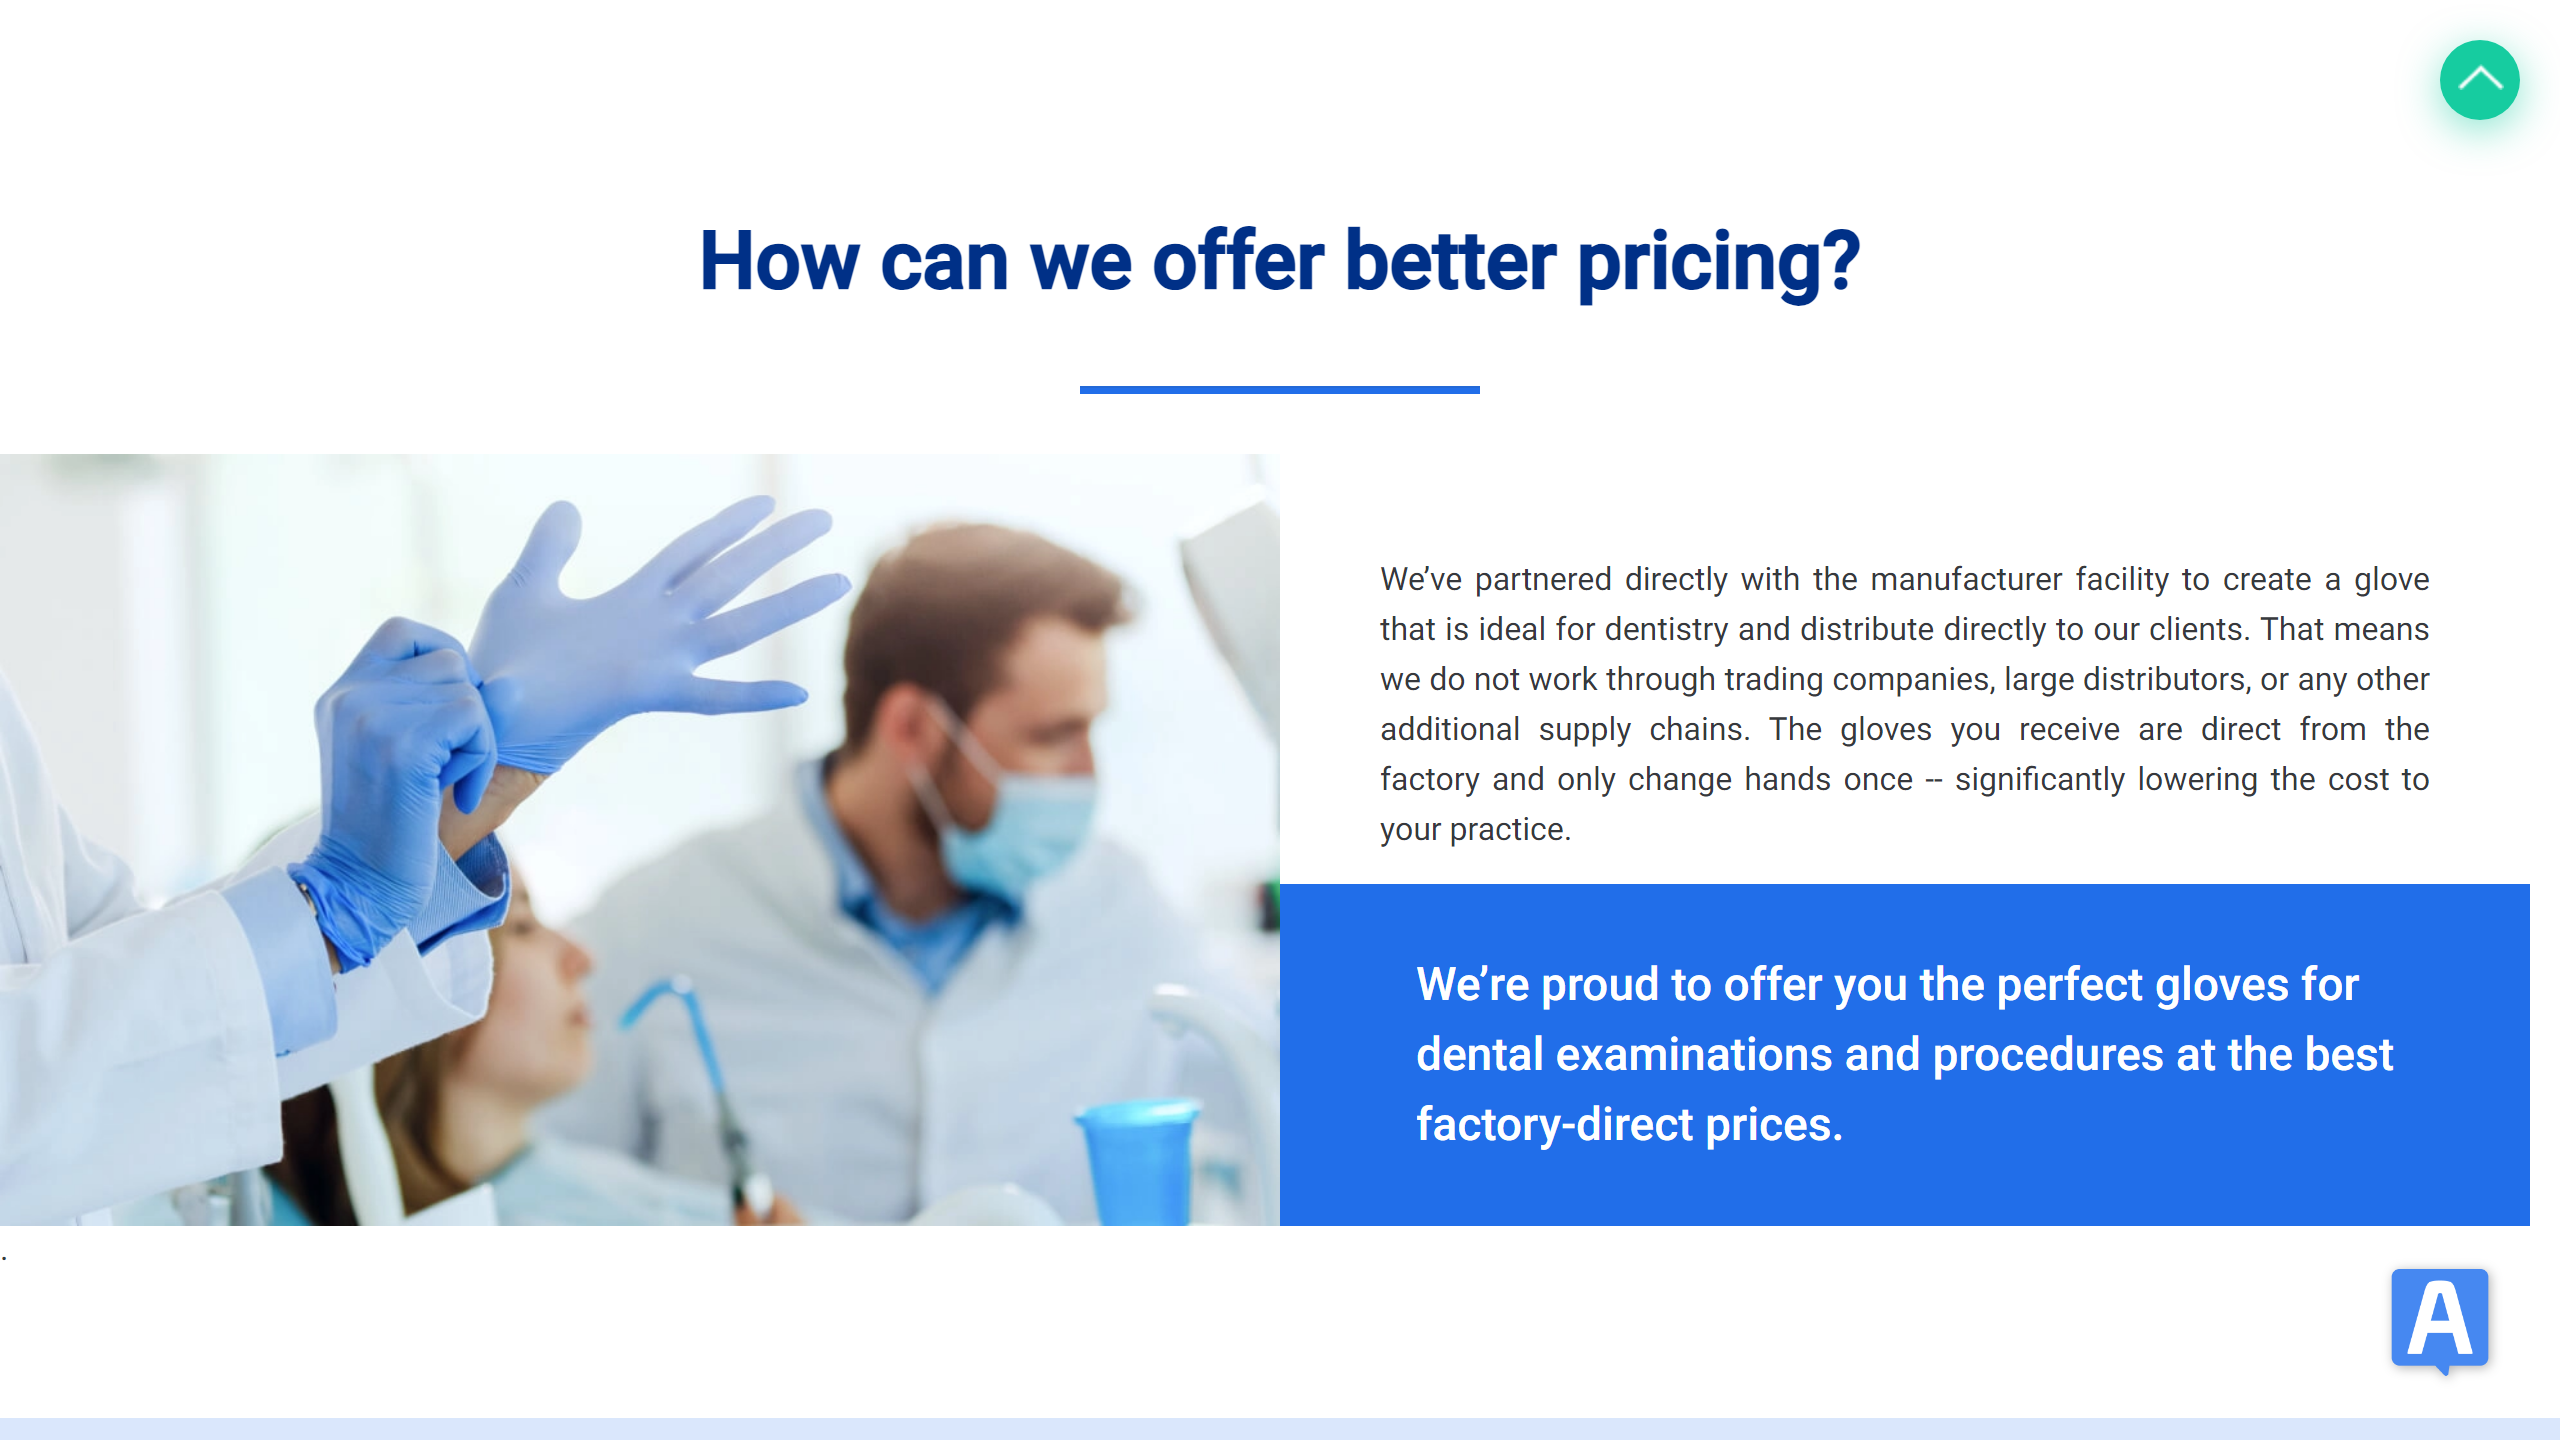 How can we offer better pricing?
We’ve partnered directly with the manufacturer facility to create a glove
that is ideal for dentistry and distribute directly to our clients. That means
we do not work through trading companies, large distributors, or any other
additional supply chains. The gloves you receive are direct from the
factory and only change hands once -- significantly lowering the cost to
your practice.
We’re proud to offer you the perfect gloves for
dental examinations and procedures at the best
factory-direct prices.
.
A